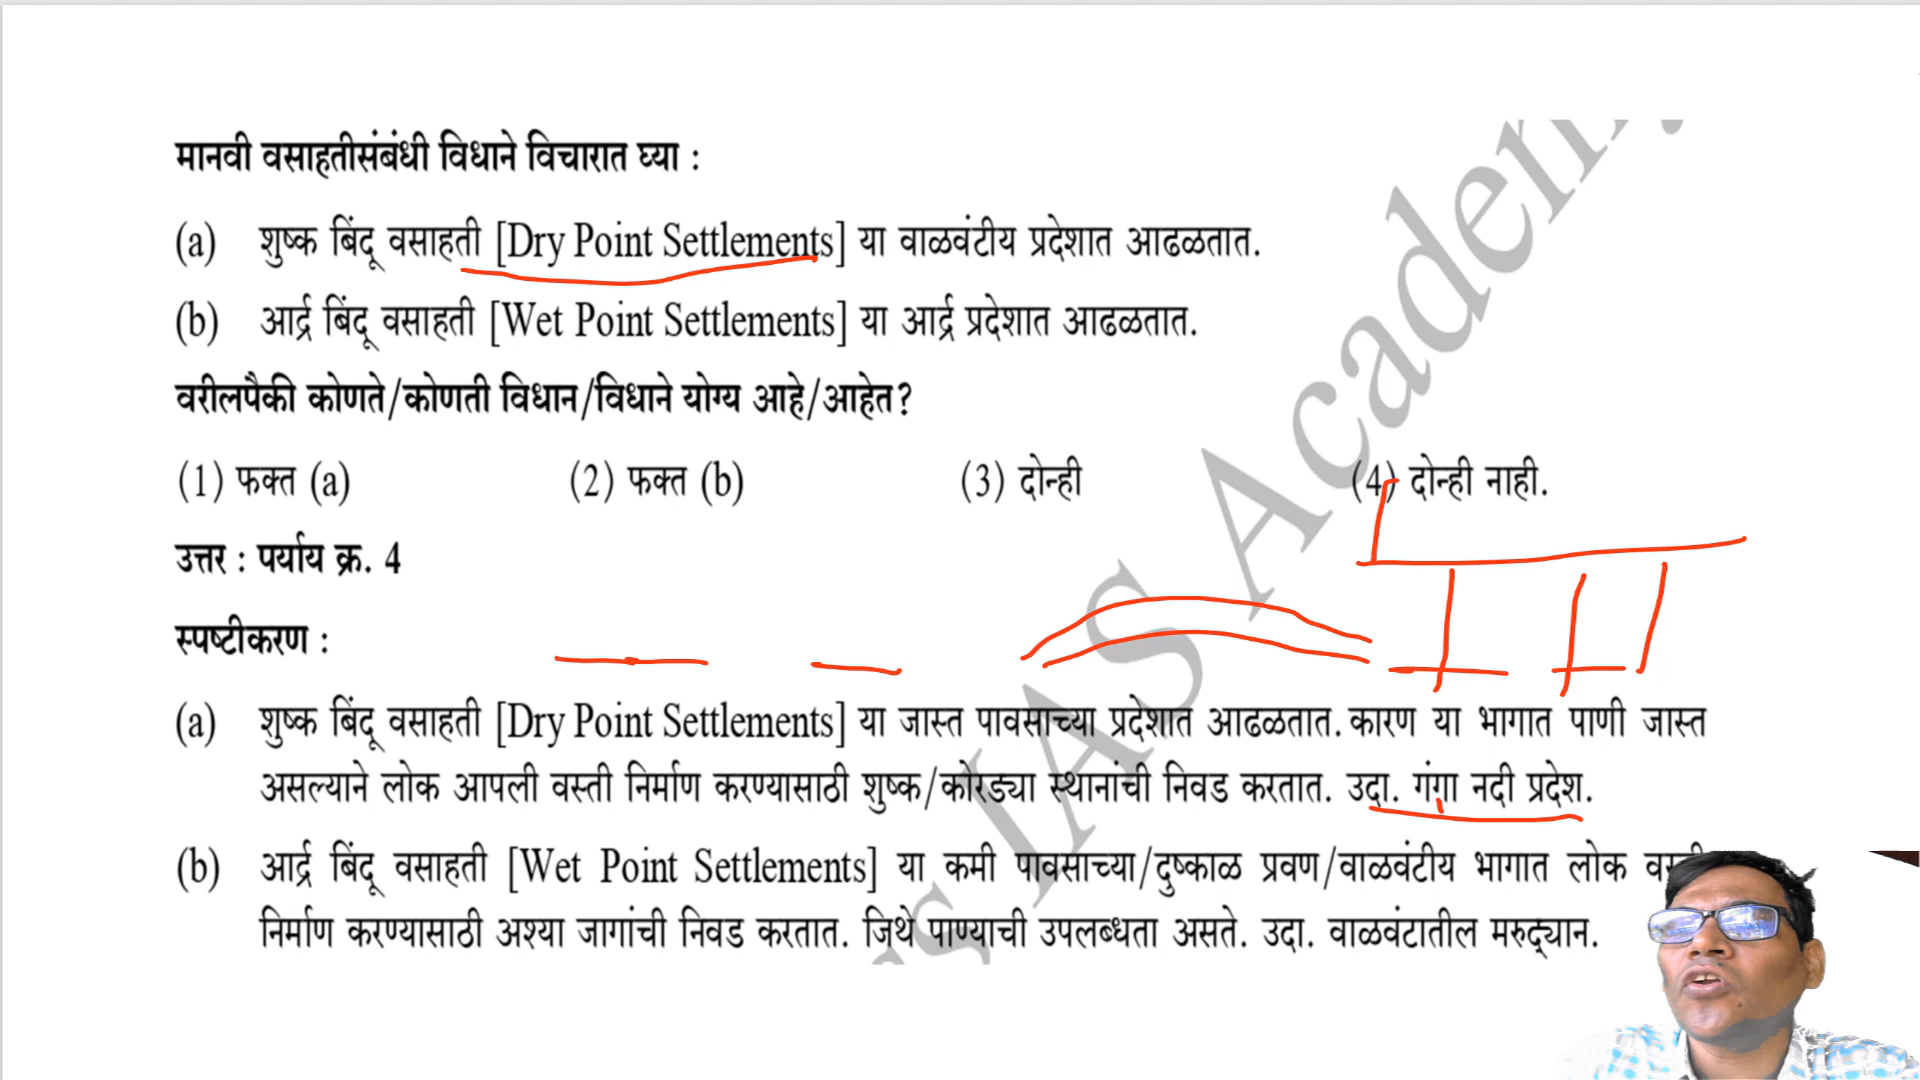 मानवी वसाहतीसंबंधी विधाने विचारात घ्या :
(a) शुष्क बिंदू वसाहती [Dry Point Settlements] या वाळवंटीय प्रदेशात आढळतात.
(b) आर्द्र बिंदू वसाहती [Wet Point Settlements] या आर्द्र प्रदेशात आढळतात.
वरीलपैकी कोणते/कोणती विधान/विधाने योग्य आहे/आहेत?
(1) फक्त (a) (2) फक्त (b) (3) दोन्ही (4) दोन्ही नाही.
उत्तर : पर्याय क्र. 4
स्पष्टीकरण :
(a) शुष्क बिंदू वसाहती [Dry Point Settlements] या जास्त पावसाच्या प्रदेशात आढळतात. कारण या भागात पाणी जास्त
असल्याने लोक आपली वस्ती निर्माण करण्यासाठी शुष्क/कोरड्या स्थानांची निवड करतात. उदा. गंगा नदी प्रदेश.
(b) आर्द्र बिंदू वसाहती [Wet Point Settlements] या कमी पावसाच्या/दुष्काळ प्रवण/वाळवंटीय भागात लोक
निर्माण करण्यासाठी अश्या जागांची निवड करतात. जिथे पाण्याची उपलब्धता असते. उदा. वाळवंटातील मरुद्यान.
IAS Academy